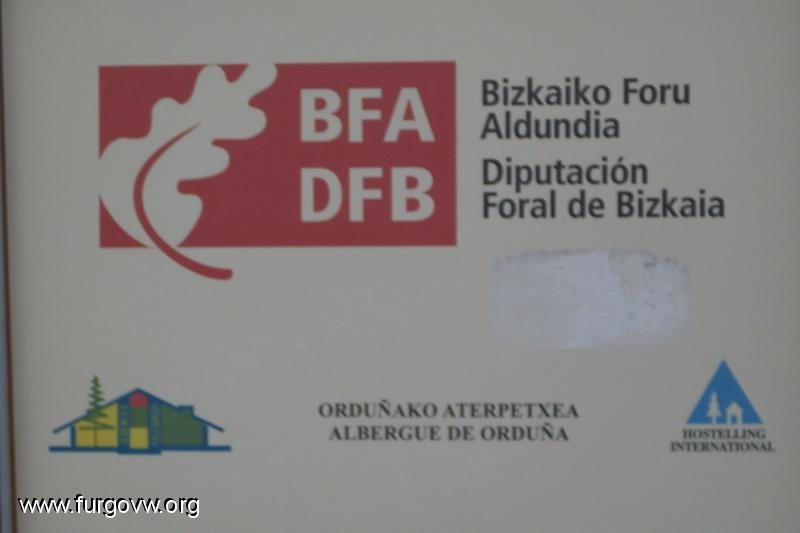 BFA
DFB
Bizkaiko Foru
Aldundia
Diputación
Foral de Bizkaia
ORDUÑAKO ATERPETXEA
ALBERGUE DE ORDUÑA
HOSTELLING
INTERNATIONAL
www.furgovw.org